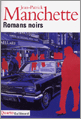 Jean-Patrick
Manchette
Romans noirs
Quarto Gallimard